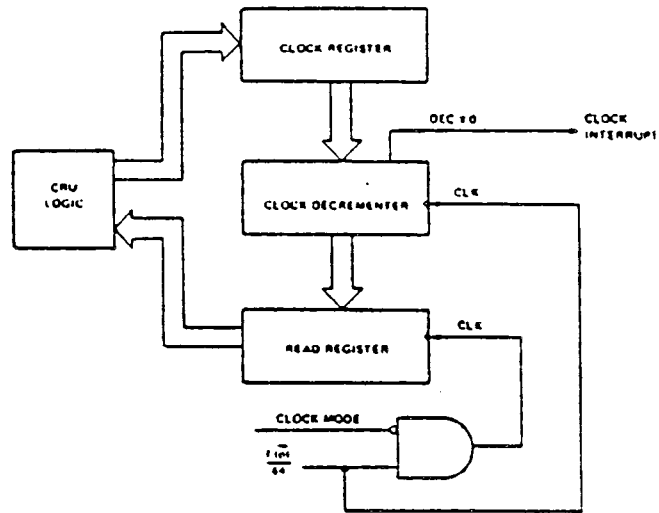 CLOCK REGISTER
DEC = 0
CLOCK
INTERRUPT
CRU
LOGIC
CLOCK DECREMENTER
CLK
READ REGISTER
CLK
CLOCK MODE
64